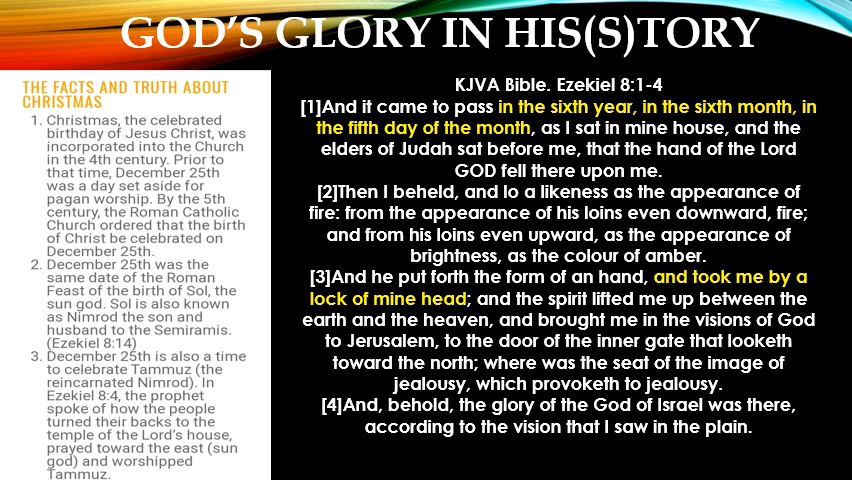 GOD'S GLORY IN HIS(S)TORY
THE FACTS AND TRUTH ABOUT
CHRISTMAS
1. Christmas, the celebrated
birthday of Jesus Christ, was
incorporated into the Church
in the 4th century. Prior to
that time, December 25th
was a day set aside for
pagan worship. By the 5th
century, the Roman Catholic
Church ordered that the birth
of Christ be celebrated on
December 25th.
2. December 25th was the
same date of the Roman
Feast of the birth of Sol, the
sun god. Sol is also known
as Nimrod the son and
husband to the Semiramis.
(Ezekiel 8:14)
3. December 25th is also a time
to celebrate Tammuz (the
reincarnated Nimrod). In
Ezekiel 8:4, the prophet
spoke of how the people
turned their backs to the
temple of the Lord's house,
prayed toward the east (sun
god) and worshipped
Tammuz.
KJVA Bible. Ezekiel 8:1-4
[1]And it came to pass in the sixth year, in the sixth month, in
the fifth day of the month, as I sat in mine house, and the
elders of Judah sat before me, that the hand of the Lord
GOD fell there upon me.
[2]Then I beheld, and lo a likeness as the appearance of
fire: from the appearance of his loins even downward, fire;
and from his loins even upward, as the appearance of
brightness, as the colour of amber.
[3]And he put forth the form of an hand, and took me by a
lock of mine head; and the spirit lifted me up between the
earth and the heaven, and brought me in the visions of God
to Jerusalem, to the door of the inner gate that looketh
toward the north; where was the seat of the image of
jealousy, which provoketh to jealousy.
[4]And, behold, the glory of the God of Israel was there,
according to the vision that I saw in the plain.